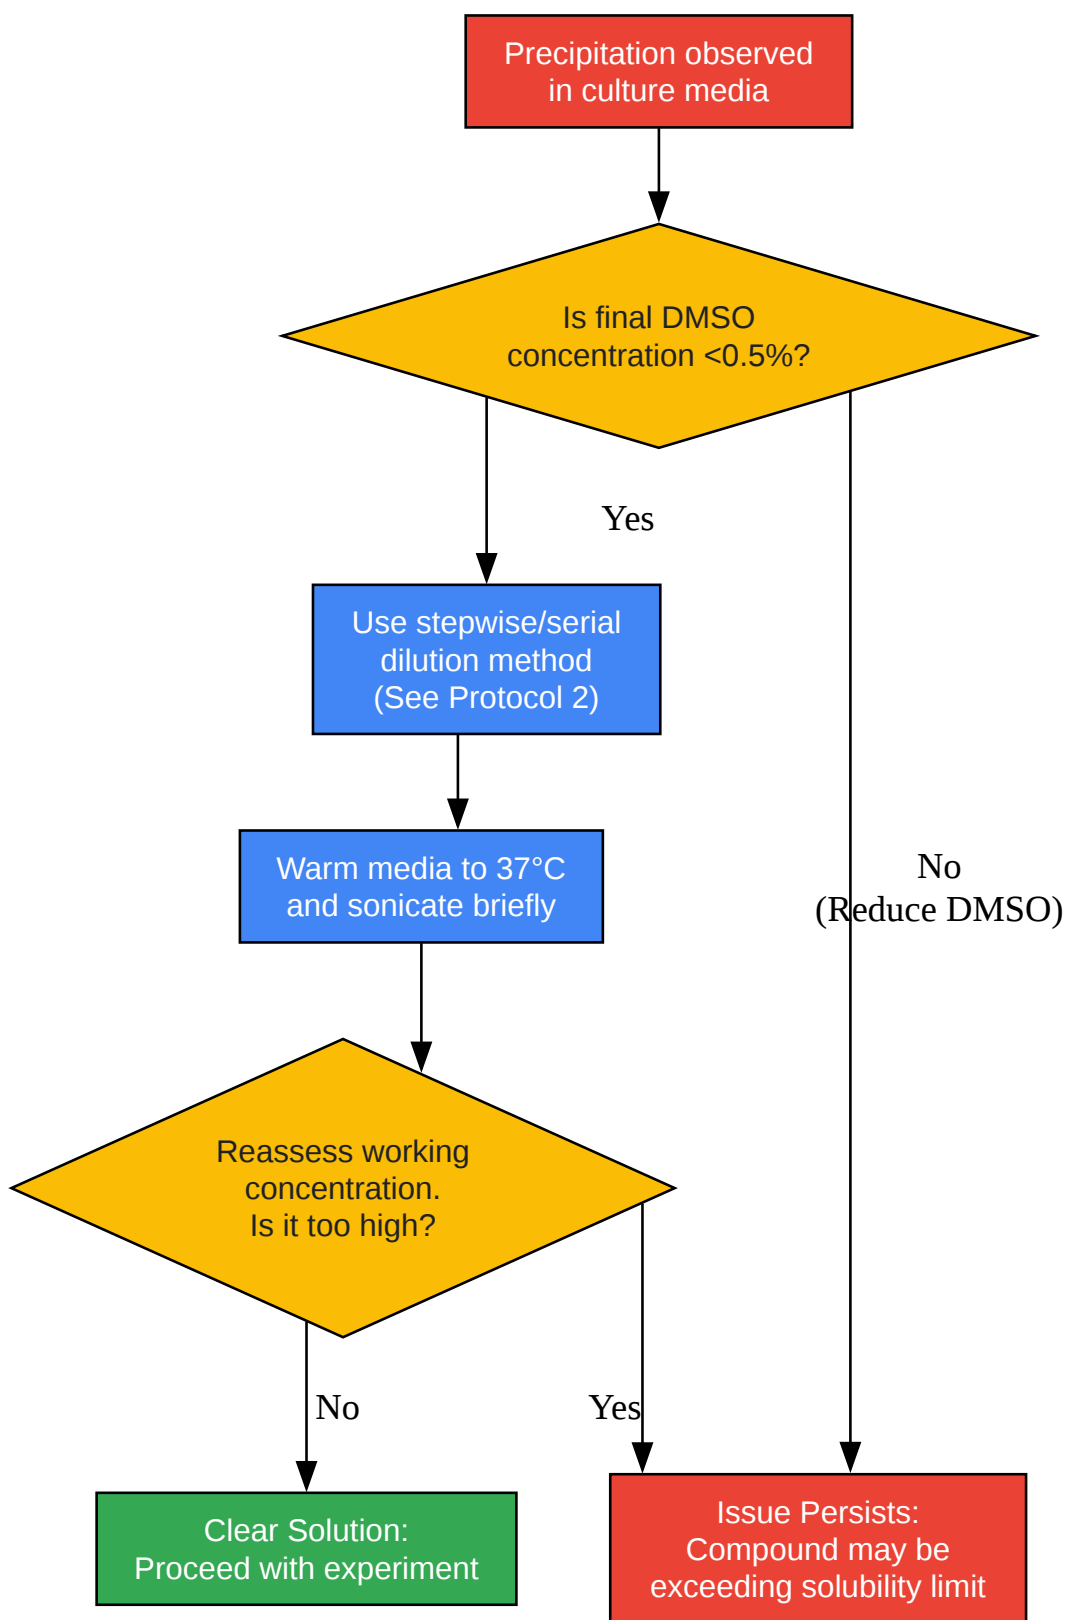 Precipitation observed
in culture media
Is final DMSO
concentration <0.5%?
Yes
Use stepwise/serial
dilution method
(See Protocol 2)
Warm media to 37°C
and sonicate briefly
No
(Reduce DMSO)
Reassess working
concentration.
Is it too high?
No
Yes
Clear Solution:
Proceed with experiment
Issue Persists:
Compound may be
exceeding solubility limit